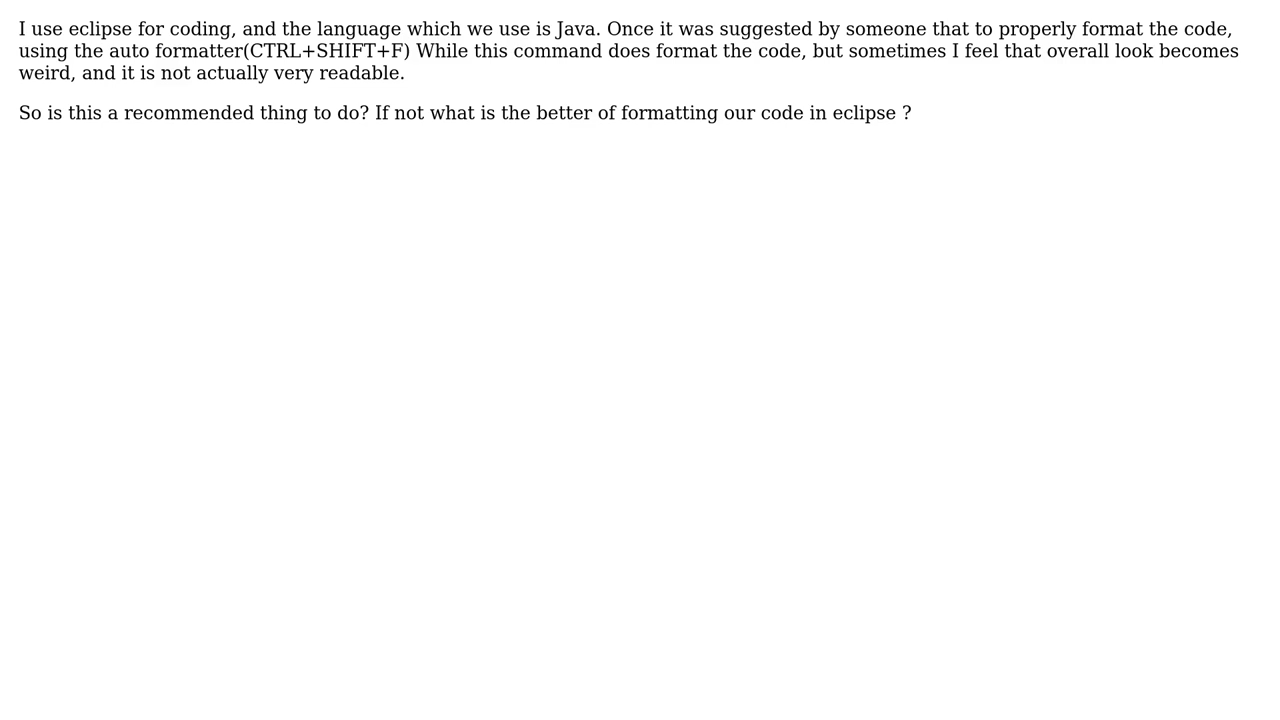 I use eclipse for coding, and the language which we use is Java. Once it was suggested by someone that to properly format the code,
using the auto formatter(CTRL+SHIFT+F) While this command does format the code, but sometimes I feel that overall look becomes
weird, and it is not actually very readable.
So is this a recommended thing to do? If not what is the better of formatting our code in eclipse ?